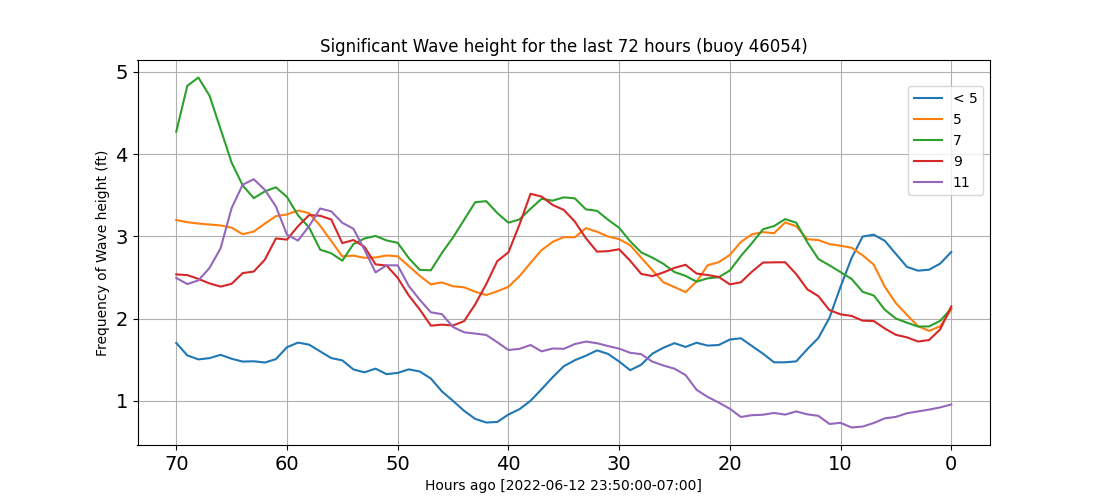 Significant Wave height for the last 72 hours (buoy 46054)
Frequency of Wave height (ft)
5
4
3
2
1
< 5
5
7
9
11
70 60 50 40 30 20 10 0
Hours ago [2022-06-12 23:50:00-07:00]